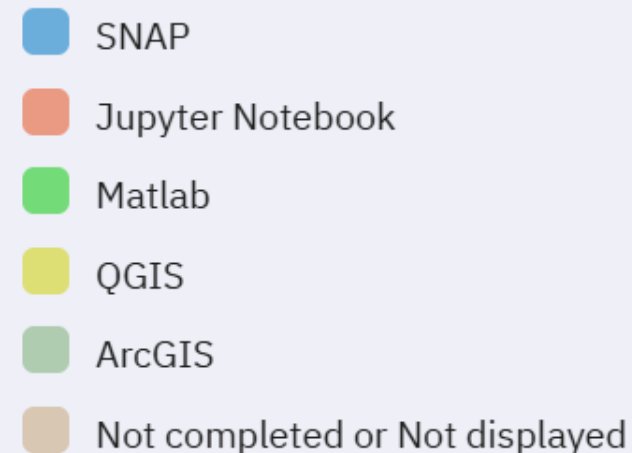 SNAP
Jupyter Notebook
Matlab
QGIS
ArcGIS
Not completed or Not displayed